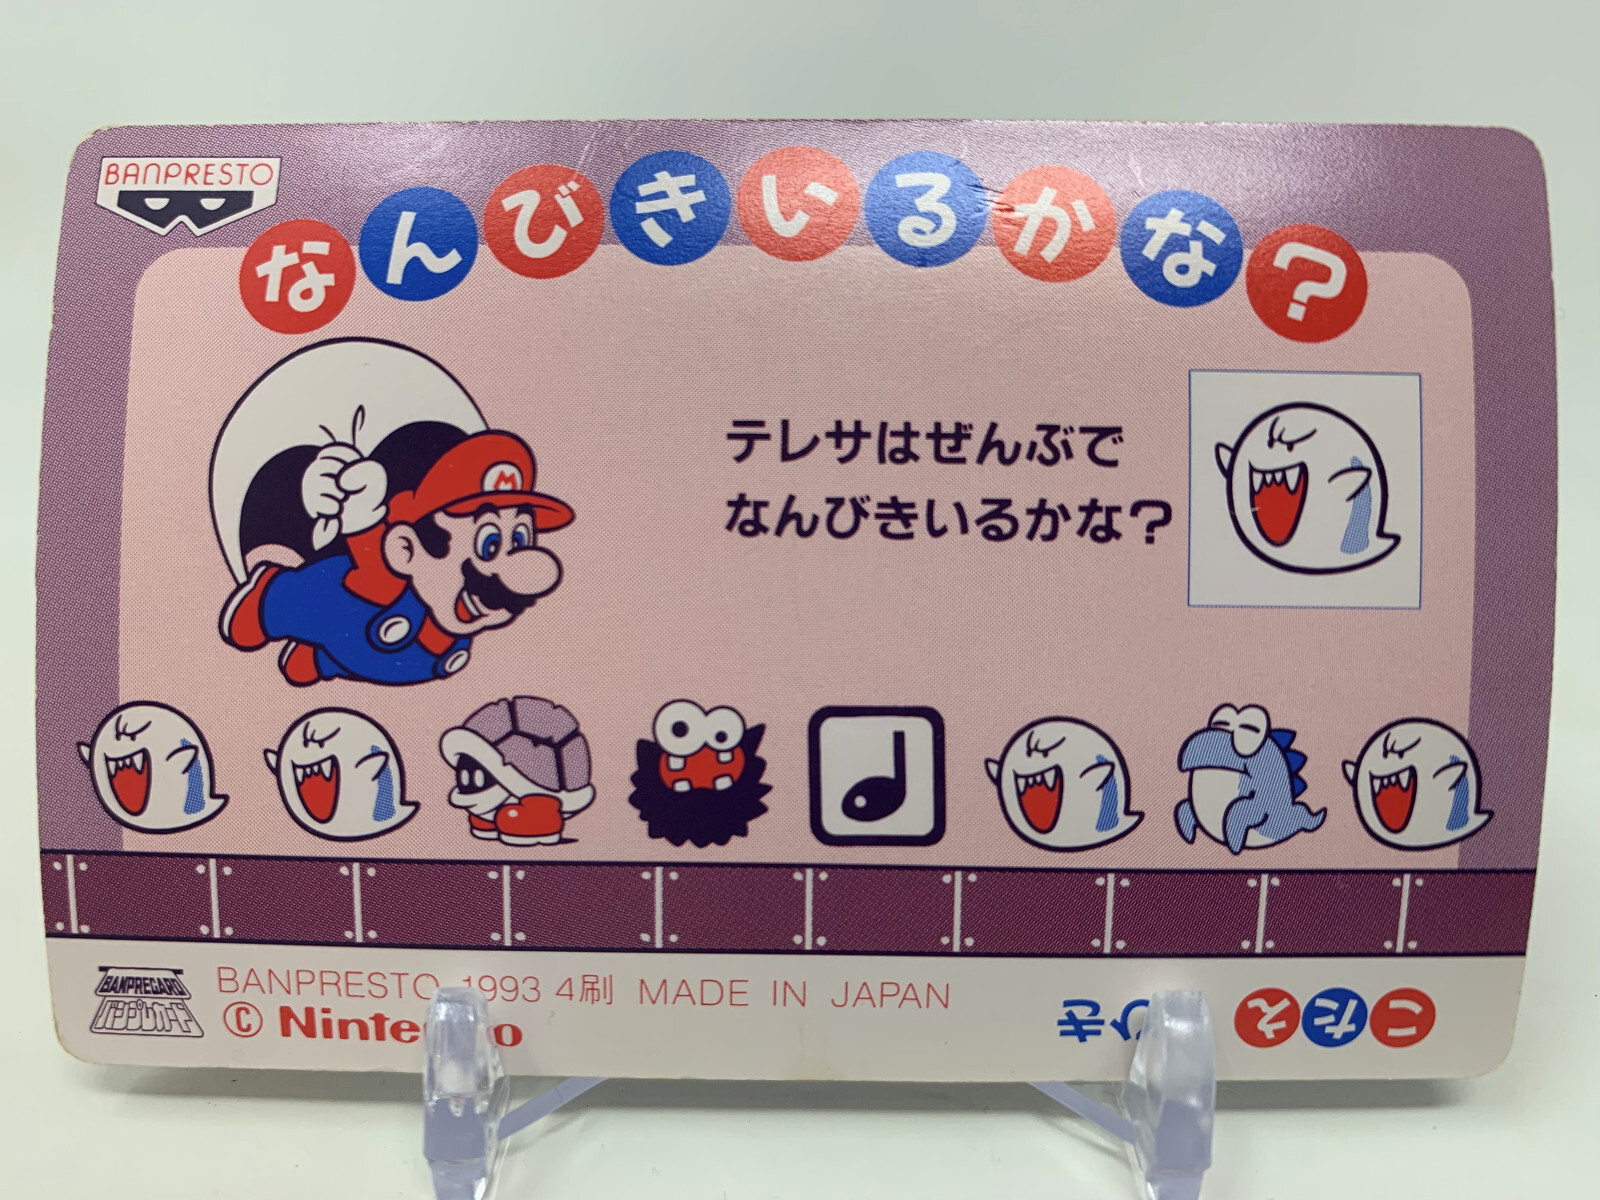 BANPRESTO
なんびきいるかな?
M
テレサはぜんぶで
なんびきいるかな?
BANPRECARD
バンプレカード
BANPRESTO 1993 4刷 MADE IN JAPAN
© Nintendo
こたえ